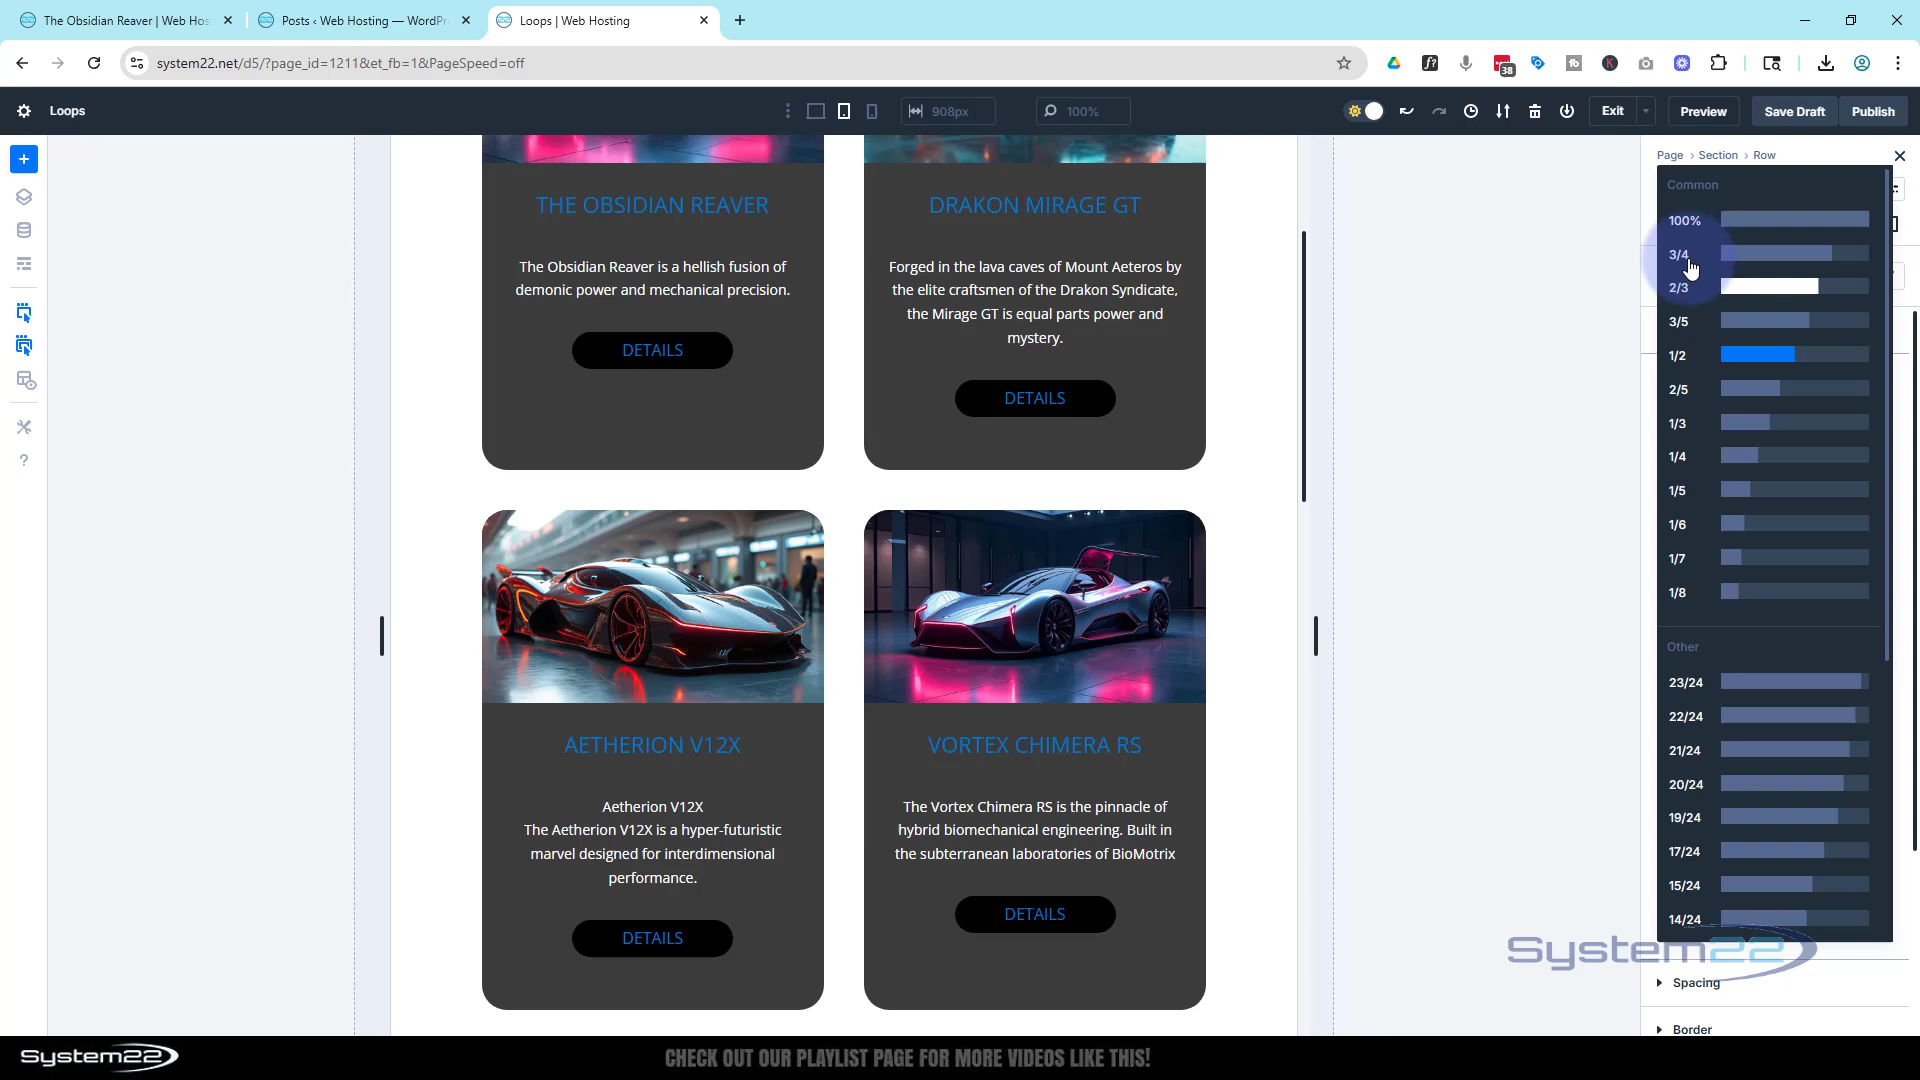 The Obsidian Reaver | Web Hos
Posts ‹ Web Hosting — WordPr
Loops | Web Hosting
system22.net/d5/?page_id=1211&et_fb=1&PageSpeed=off
38
Loops
908px
100%
Exit
Preview
Save Draft
Publish
Page › Section › Row
Common
100%
3/4
2/3
3/5
1/2
2/5
1/3
1/4
1/5
1/6
1/7
1/8
Other
23/24
22/24
21/24
20/24
19/24
17/24
15/24
14/24
Spacing
Border
THE OBSIDIAN REAVER
The Obsidian Reaver is a hellish fusion of
demonic power and mechanical precision.
DETAILS
DRAKON MIRAGE GT
Forged in the lava caves of Mount Aeteros by
the elite craftsmen of the Drakon Syndicate,
the Mirage GT is equal parts power and
mystery.
DETAILS
AETHERION V12X
Aetherion V12X
The Aetherion V12X is a hyper-futuristic
marvel designed for interdimensional
performance.
DETAILS
VORTEX CHIMERA RS
The Vortex Chimera RS is the pinnacle of
hybrid biomechanical engineering. Built in
the subterranean laboratories of BioMotrix
DETAILS
System22
System22
CHECK OUT OUR PLAYLIST PAGE FOR MORE VIDEOS LIKE THIS!